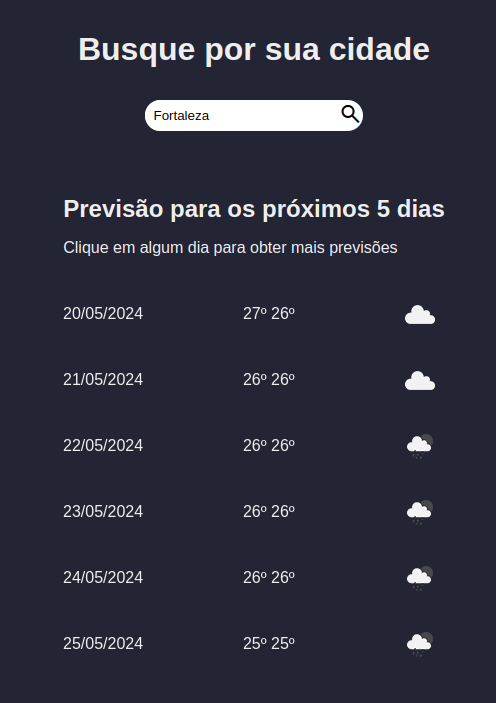 Busque por sua cidade
Fortaleza
Previsão para os próximos 5 dias
Clique em algum dia para obter mais previsões
20/05/2024 27º 26º
21/05/2024 26º 26º
22/05/2024 26º 26º
23/05/2024 26º 26º
24/05/2024 26º 26º
25/05/2024 25º 25º